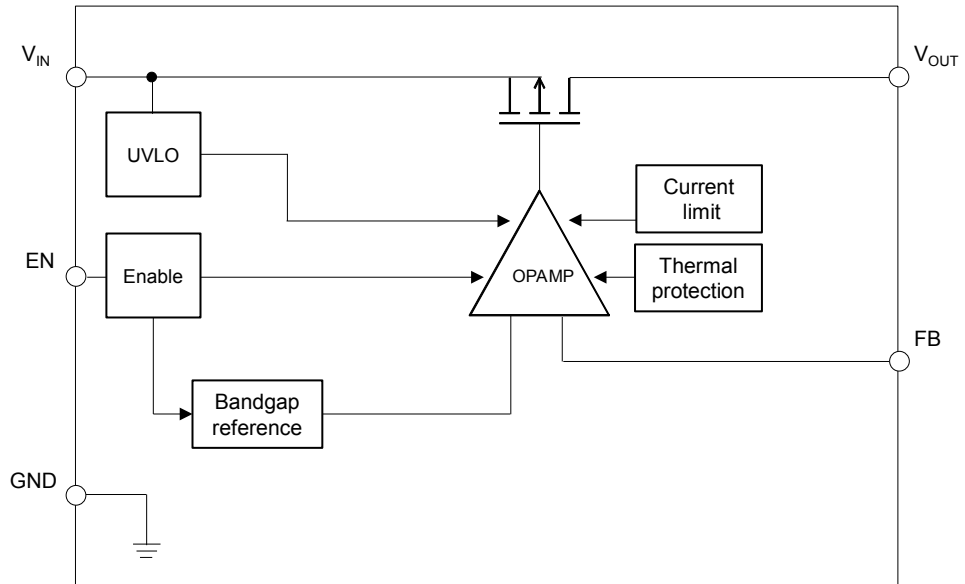 VIN
VOUT
UVLO
Current
limit
EN
Enable
OPAMP
Thermal
protection
FB
Bandgap
reference
GND